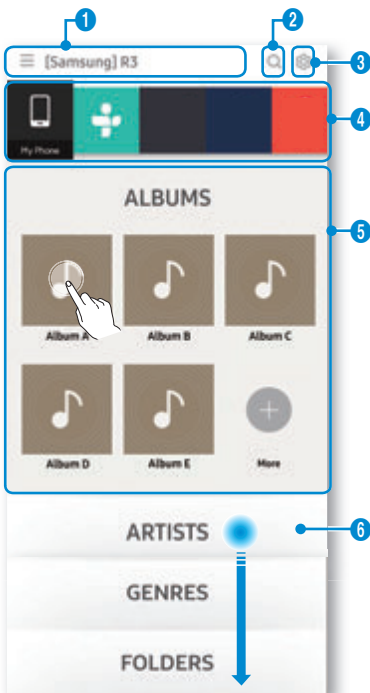 1
2
[Samsung] R3
3
My Phone
4
ALBUMS
5
Album A Album B Album C
Album D Album E More
ARTISTS
6
GENRES
FOLDERS